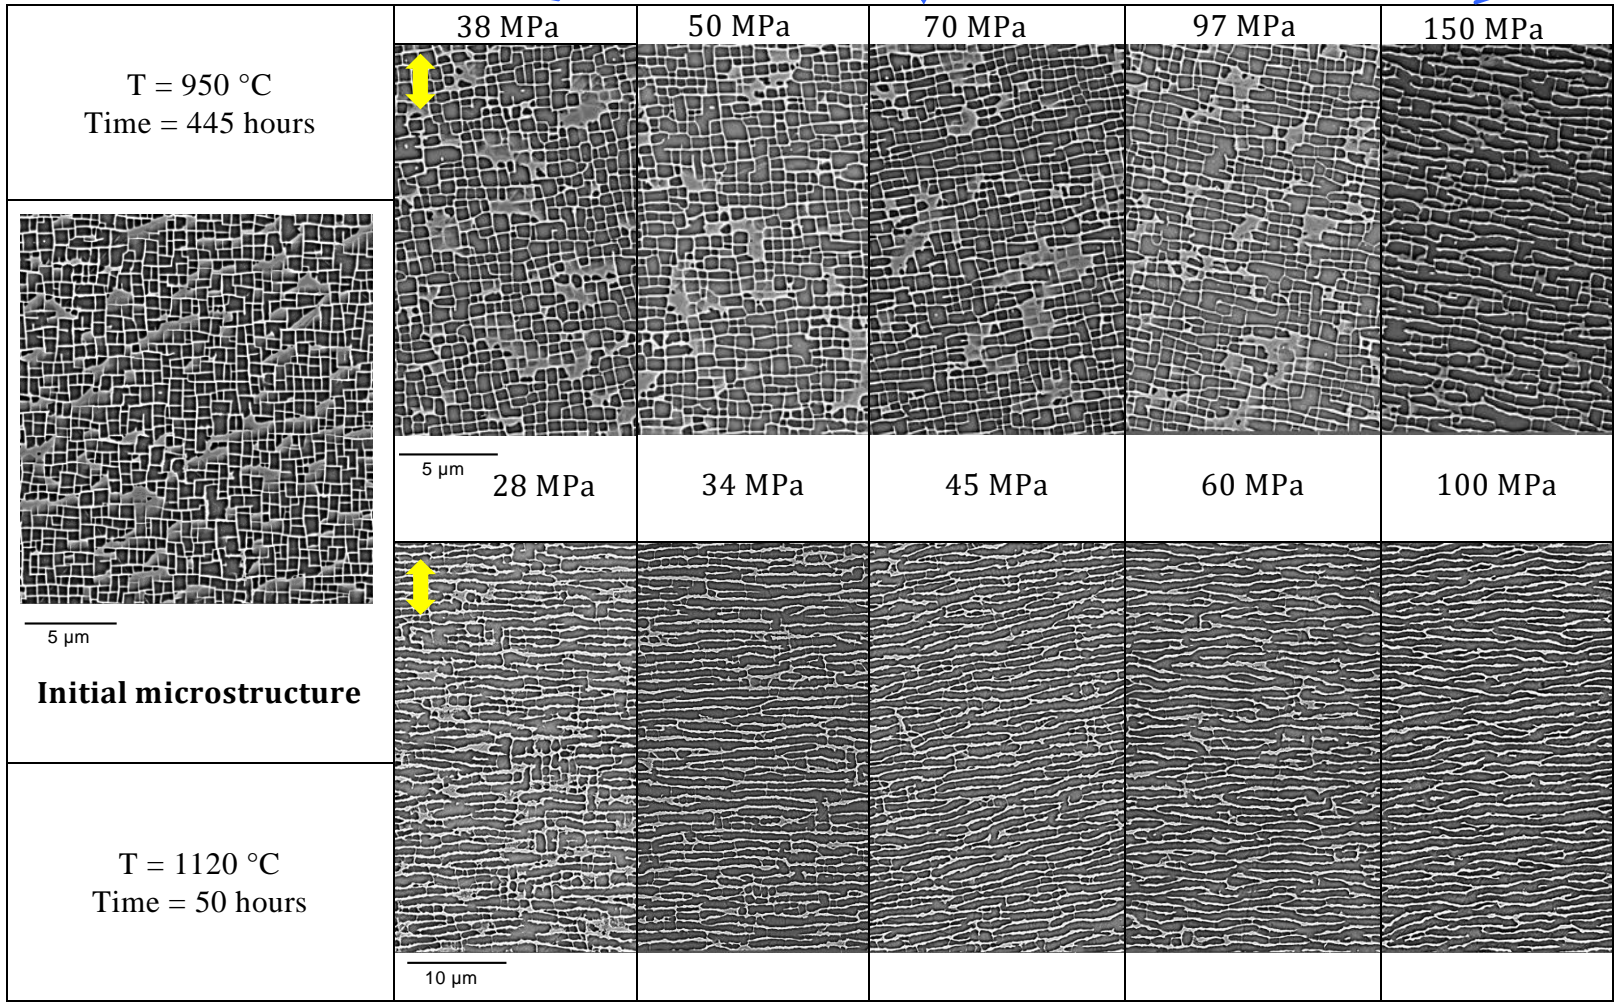 38 MPa
50 MPa
70 MPa
97 MPa
150 MPa
T = 950 °C
Time = 445 hours
5 µm
28 MPa
34 MPa
45 MPa
60 MPa
100 MPa
5 µm
Initial microstructure
T = 1120 °C
Time = 50 hours
10 µm